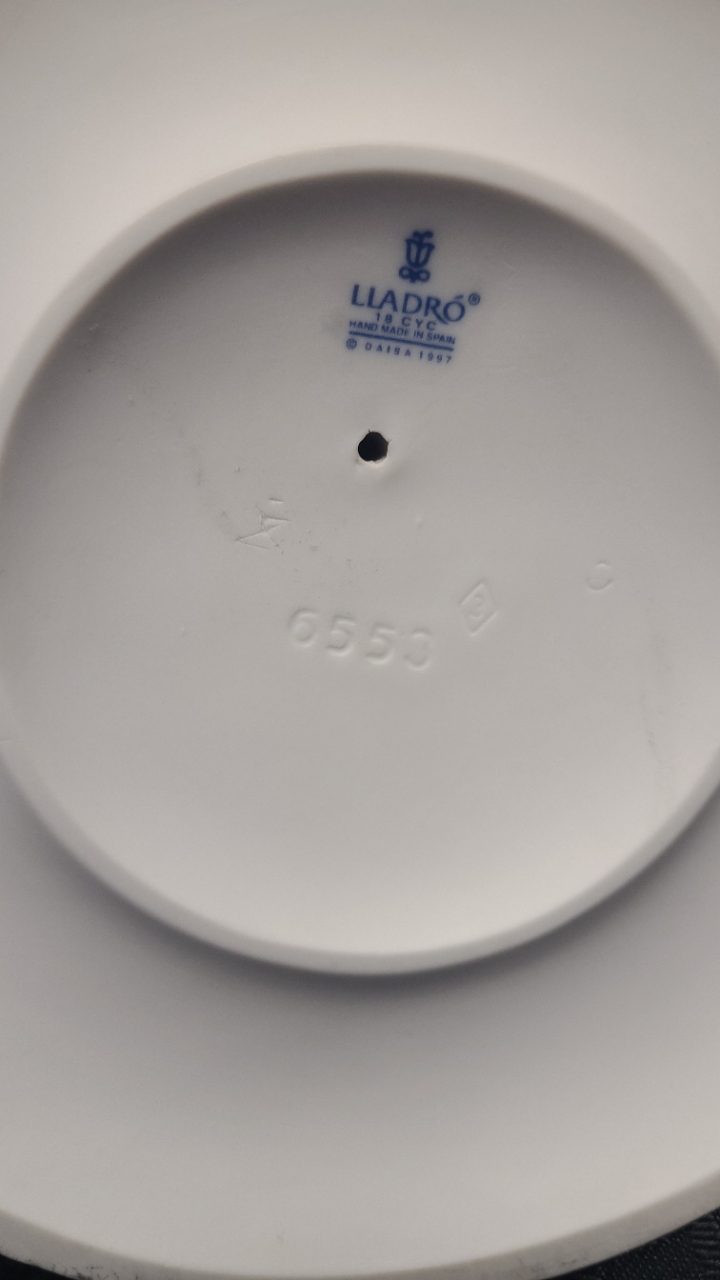 LLADRÓ®
18 CYC
HAND MADE IN SPAIN
© DAISA 1997
6553